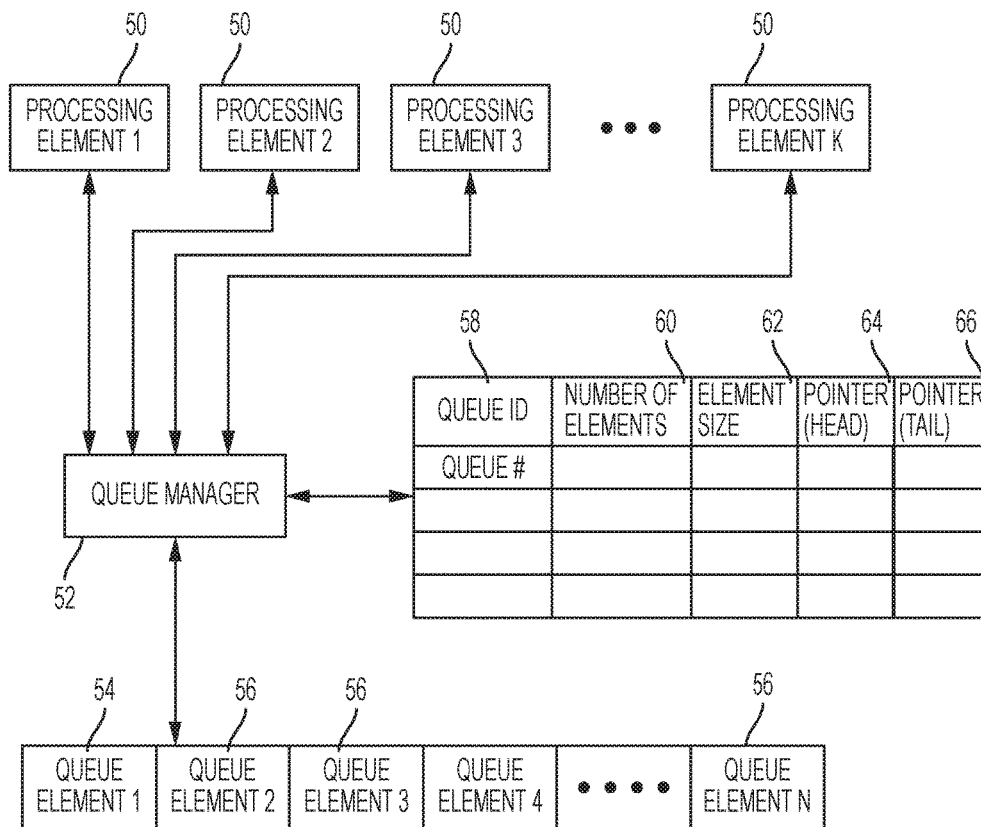 50 50 50 50
PROCESSING ELEMENT 1
PROCESSING ELEMENT 2
PROCESSING ELEMENT 3
PROCESSING ELEMENT K
58 60 62 64 66
QUEUE ID
NUMBER OF ELEMENTS
ELEMENT SIZE
POINTER (HEAD)
POINTER (TAIL)
QUEUE #
QUEUE MANAGER
52
54 56 56 56
QUEUE ELEMENT 1
QUEUE ELEMENT 2
QUEUE ELEMENT 3
QUEUE ELEMENT 4
QUEUE ELEMENT N